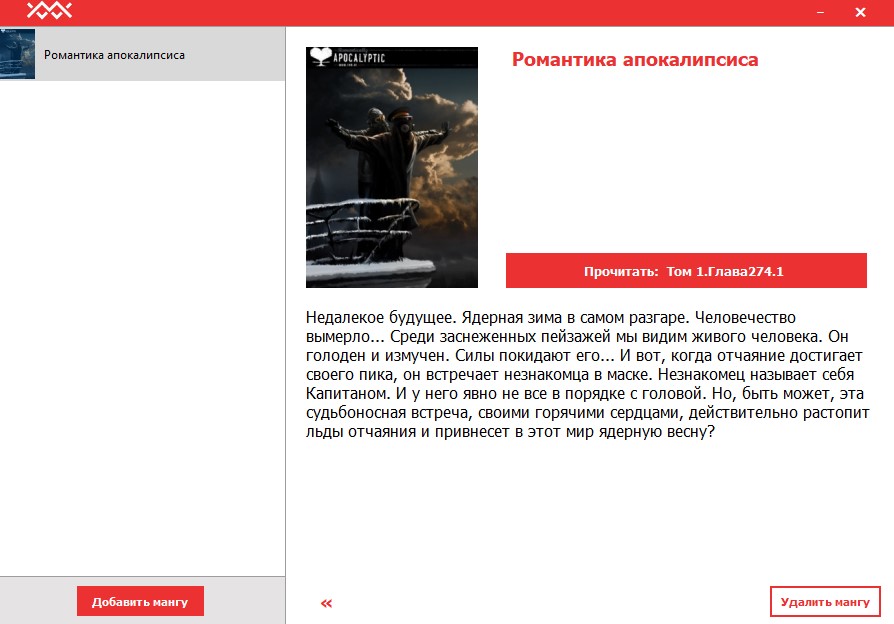 Романтика апокалипсиса
APOCALYPTIC
Романтика апокалипсиса
Прочитать: Том 1.Глава274.1
Недалекое будущее. Ядерная зима в самом разгаре. Человечество
вымерло... Среди заснеженных пейзажей мы видим живого человека. Он
голоден и измучен. Силы покидают его... И вот, когда отчаяние достигает
своего пика, он встречает незнакомца в маске. Незнакомец называет себя
Капитаном. И у него явно не все в порядке с головой. Но, быть может, эта
судьбоносная встреча, своими горячими сердцами, действительно растопит
льды отчаяния и привнесет в этот мир ядерную весну?
Добавить мангу
«
Удалить мангу